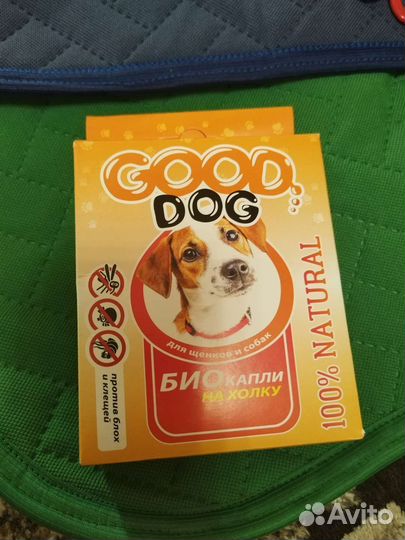 GOOD
DOG
для щенков и собак
БИОКАПЛИ
НА ХОЛКУ
против блох
и клещей
100% NATURAL
Avito